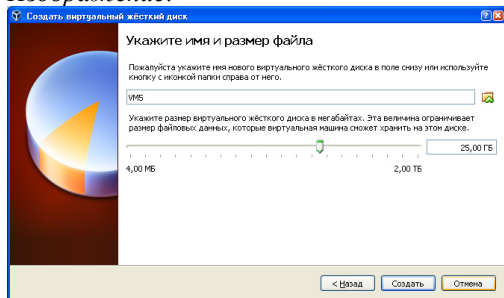 Изображение:
Создать виртуальный жёсткий диск
Укажите имя и размер файла
Пожалуйста укажите имя нового виртуального жёсткого диска в поле снизу или используйте
кнопку с иконкой папки справа от него.
VM5
Укажите размер виртуального жёсткого диска в мегабайтах. Эта величина ограничивает
размер файловых данных, которые виртуальная машина сможет хранить на этом диске.
25,00 ГБ
4,00 МБ 2,00 ТБ
< Назад Создать Отмена